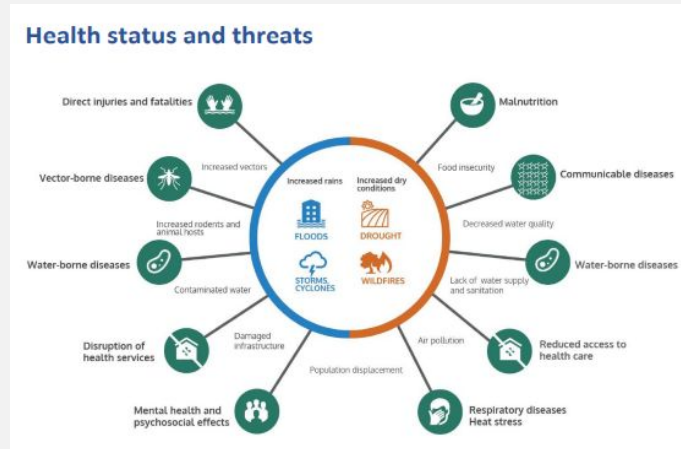 Health status and threats
Direct injuries and fatalities
Malnutrition
Increased vectors
Food insecurity
Vector-borne diseases
Communicable diseases
Increased rains
Increased dry
conditions
FLOODS
DROUGHT
STORMS,
CYCLONES
WILDFIRES
Increased rodents and
animal hosts
Decreased water quality
Water-borne diseases
Water-borne diseases
Contaminated water
Lack of water supply
and sanitation
Disruption of
health services
Damaged
infrastructure
Air pollution
Reduced access to
health care
Population displacement
Mental health and
psychosocial effects
Respiratory diseases
Heat stress